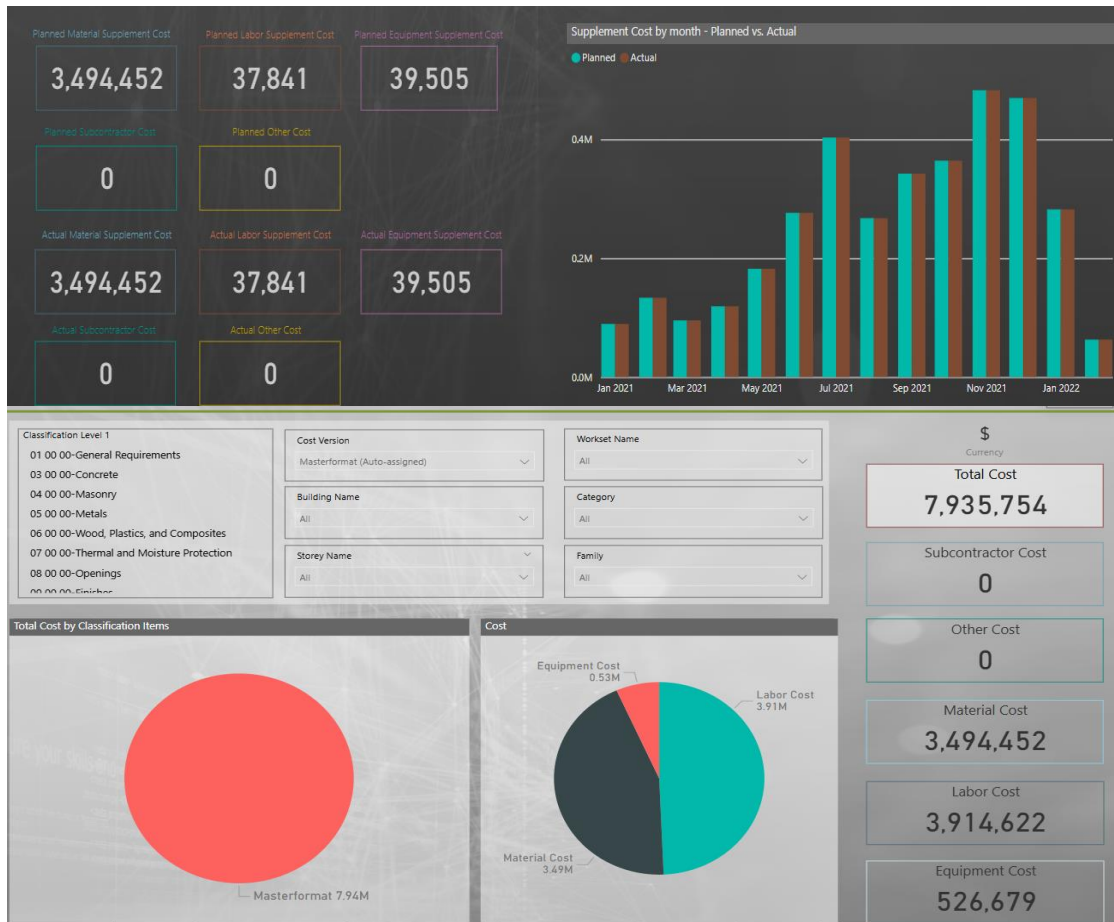 Planned Material Supplement Cost
3,494,452
Planned Labor Supplement Cost
37,841
Planned Equipment Supplement Cost
39,505
Planned Subcontractor Cost
0
Planned Other Cost
0
Actual Material Supplement Cost
3,494,452
Actual Labor Supplement Cost
37,841
Actual Equipment Supplement Cost
39,505
Actual Subcontractor Cost
0
Actual Other Cost
0
Supplement Cost by month - Planned vs. Actual
Planned Actual
0.4M
0.2M
0.0M
Jan 2021 Mar 2021 May 2021 Jul 2021 Sep 2021 Nov 2021 Jan 2022
Classification Level 1
01 00 00-General Requirements
03 00 00-Concrete
04 00 00-Masonry
05 00 00-Metals
06 00 00-Wood, Plastics, and Composites
07 00 00-Thermal and Moisture Protection
08 00 00-Openings
09 00 00-Finishes
Cost Version
Masterformat (Auto-assigned)
Building Name
All
Storey Name
All
Workset Name
All
Category
All
Family
All
$
Currency
Total Cost
7,935,754
Subcontractor Cost
0
Other Cost
0
Material Cost
3,494,452
Labor Cost
3,914,622
Equipment Cost
526,679
Total Cost by Classification Items
Masterformat 7.94M
Cost
Equipment Cost
0.53M
Labor Cost
3.91M
Material Cost
3.49M